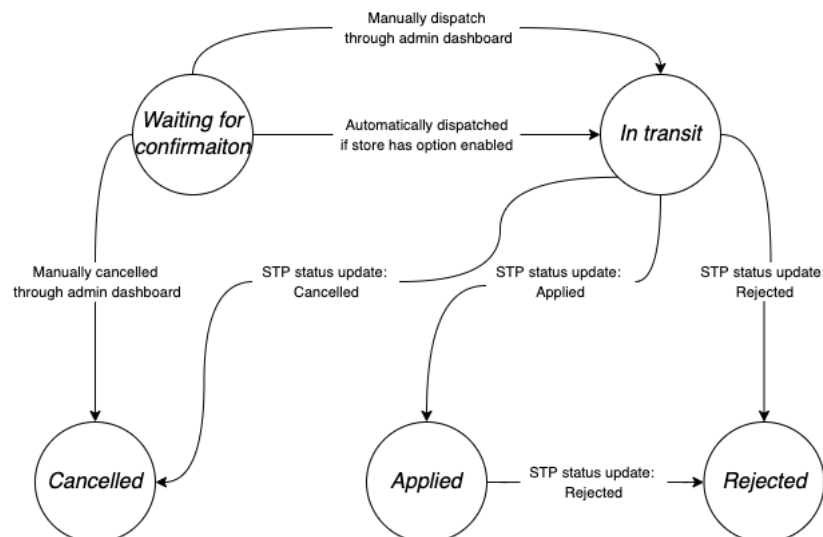 Manually dispatch
through admin dashboard
Waiting for
confirmaiton
Automatically dispatched
if store has option enabled
In transit
Manually cancelled
through admin dashboard
STP status update:
Cancelled
STP status update:
Applied
STP status update:
Rejected
Cancelled
Applied
STP status update:
Rejected
Rejected